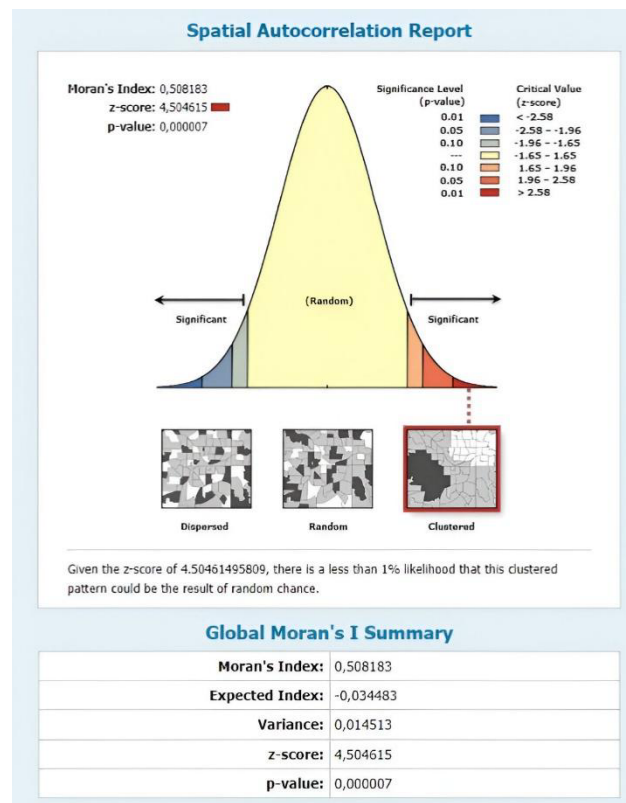 Spatial Autocorrelation Report
Moran's Index: 0,508183
z-score: 4,504615
p-value: 0,000007
Significance Level
(p-value)
Critical Value
(z-score)
0.01 < -2.58
0.05 -2.58 – -1.96
0.10 -1.96 – -1.65
--- -1.65 – 1.65
0.10 1.65 – 1.96
0.05 1.96 – 2.58
0.01 > 2.58
(Random)
Significant
Significant
Dispersed
Random
Clustered
Given the z-score of 4.50461495809, there is a less than 1% likelihood that this clustered
pattern could be the result of random chance.
Global Moran's I Summary
Moran's Index: 0,508183
Expected Index: -0,034483
Variance: 0,014513
z-score: 4,504615
p-value: 0,000007